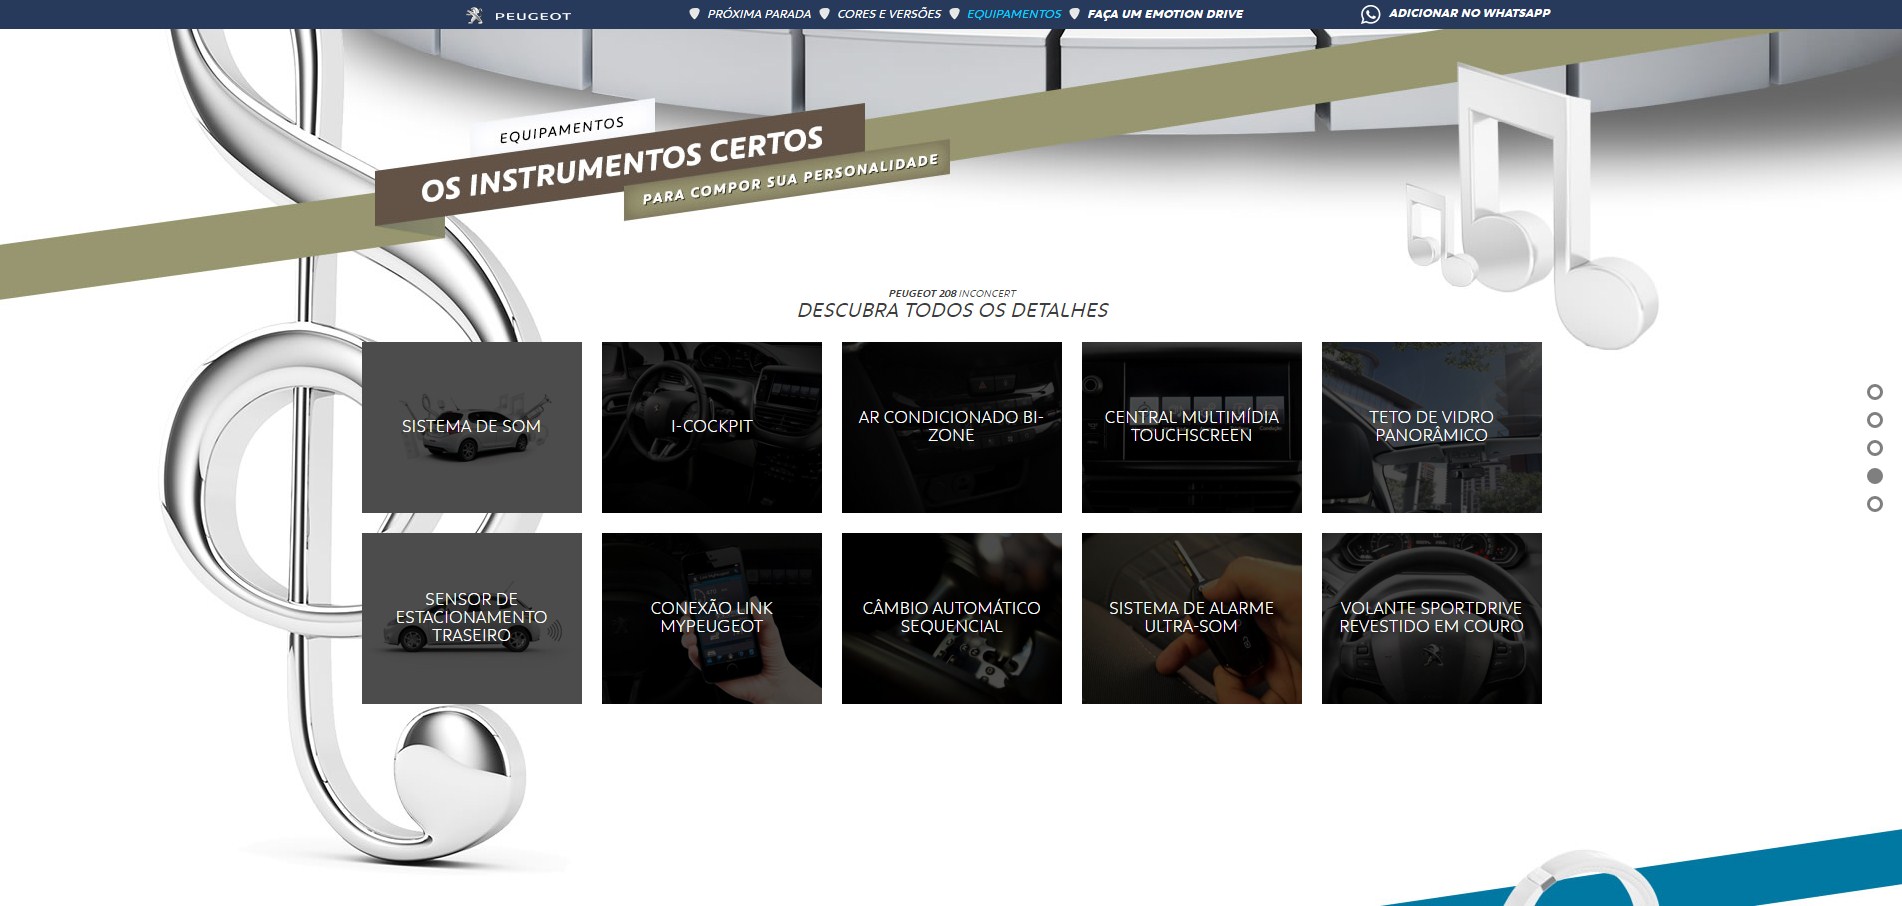 PEUGEOT
PRÓXIMA PARADA
CORES E VERSÕES
EQUIPAMENTOS
FAÇA UM EMOTION DRIVE
ADICIONAR NO WHATSAPP
EQUIPAMENTOS
OS INSTRUMENTOS CERTOS
PARA COMPOR SUA PERSONALIDADE
PEUGEOT 208 INCONCERT
DESCUBRA TODOS OS DETALHES
SISTEMA DE SOM
I-COCKPIT
AR CONDICIONADO BI-
ZONE
CENTRAL MULTIMÍDIA
TOUCHSCREEN
TETO DE VIDRO
PANORÂMICO
SENSOR DE
ESTACIONAMENTO
TRASEIRO
CONEXÃO LINK
MYPEUGEOT
CÂMBIO AUTOMÁTICO
SEQUENCIAL
SISTEMA DE ALARME
ULTRA-SOM
VOLANTE SPORTDRIVE
REVESTIDO EM COURO